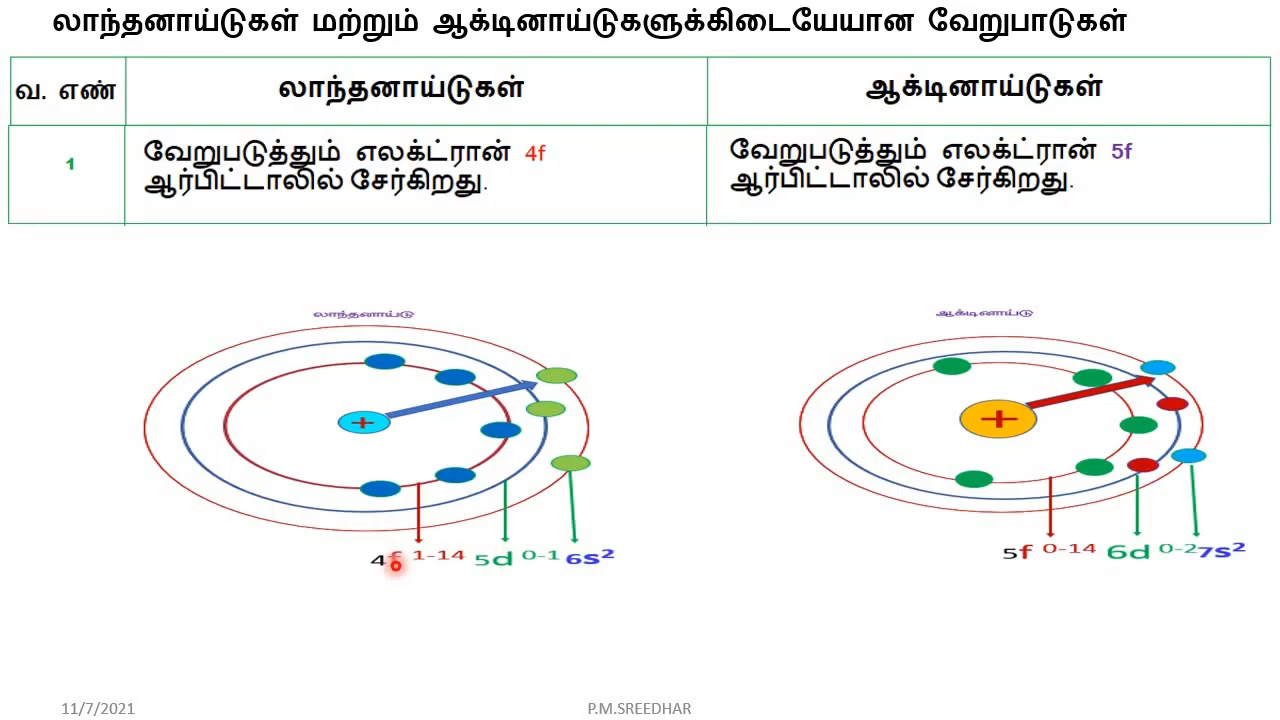 லாந்தனாய்டுகள் மற்றும் ஆக்டினாய்டுகளுக்கிடையேயான வேறுபாடுகள்
வ. எண்
லாந்தனாய்டுகள்
ஆக்டினாய்டுகள்
1
வேறுபடுத்தும் எலக்ட்ரான் 4f
ஆர்பிட்டாலில் சேர்கிறது.
வேறுபடுத்தும் எலக்ட்ரான் 5f
ஆர்பிட்டாலில் சேர்கிறது.
லாந்தனாய்டு
ஆக்டினாய்டு
+
+
4f 1-14 5d 0-1 6s²
5f 0-14 6d 0-2 7s²
11/7/2021
P.M.SREEDHAR